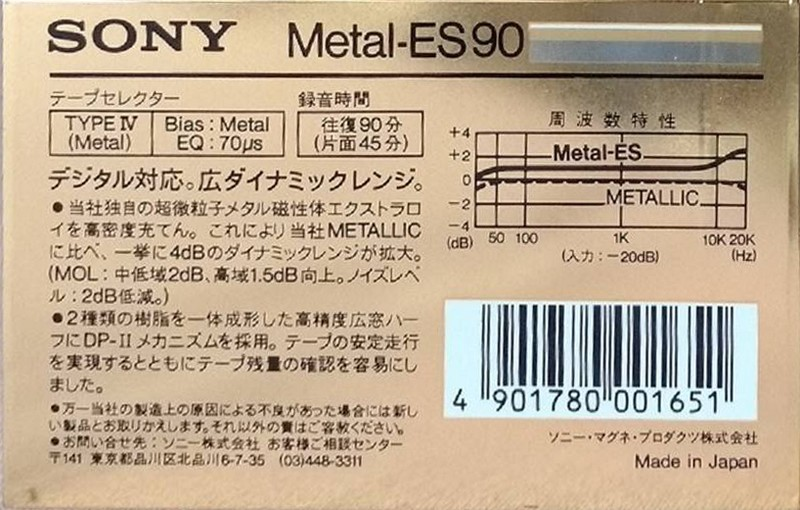 SONY Metal-ES90
テープセレクター
TYPE Ⅳ
(Metal)
Bias : Metal
EQ : 70μs
録音時間
往復90分
(片面45分)
デジタル対応。広ダイナミックレンジ。
●当社独自の超微粒子メタル磁性体エクストラロ
イを高密度充てん。これにより当社METALLIC
に比べ、一挙に4dBのダイナミックレンジが拡大。
(MOL : 中低域2dB、高域1.5dB向上。ノイズレベ
ル : 2dB低減。)
●2種類の樹脂を一体成形した高精度広窓ハー
フにDP-II メカニズムを採用。テープの安定走行
を実現するとともにテープ残量の確認を容易にし
ました。
●万一当社の製造上の原因による不良があった場合には新し
い製品とお取りかえします。それ以外の責はご容赦ください。
●お問い合せ先 : ソニー株式会社 お客様ご相談センター
〒141 東京都品川区北品川6-7-35 (03)448-3311
周波数特性
+4
+2
0
−2
−4
(dB)
Metal-ES
METALLIC
50 100 1K 10K 20K
(入力 : −20dB) (Hz)
4 901780 001651
ソニー・マグネ・プロダクツ株式会社
Made in Japan